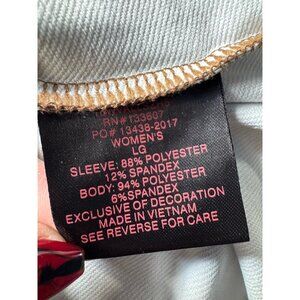 RN#133607
PO# 13438-2017
WOMEN'S
LG
SLEEVE: 88% POLYESTER
12% SPANDEX
BODY: 94% POLYESTER
6% SPANDEX
EXCLUSIVE OF DECORATION
MADE IN VIETNAM
SEE REVERSE FOR CARE